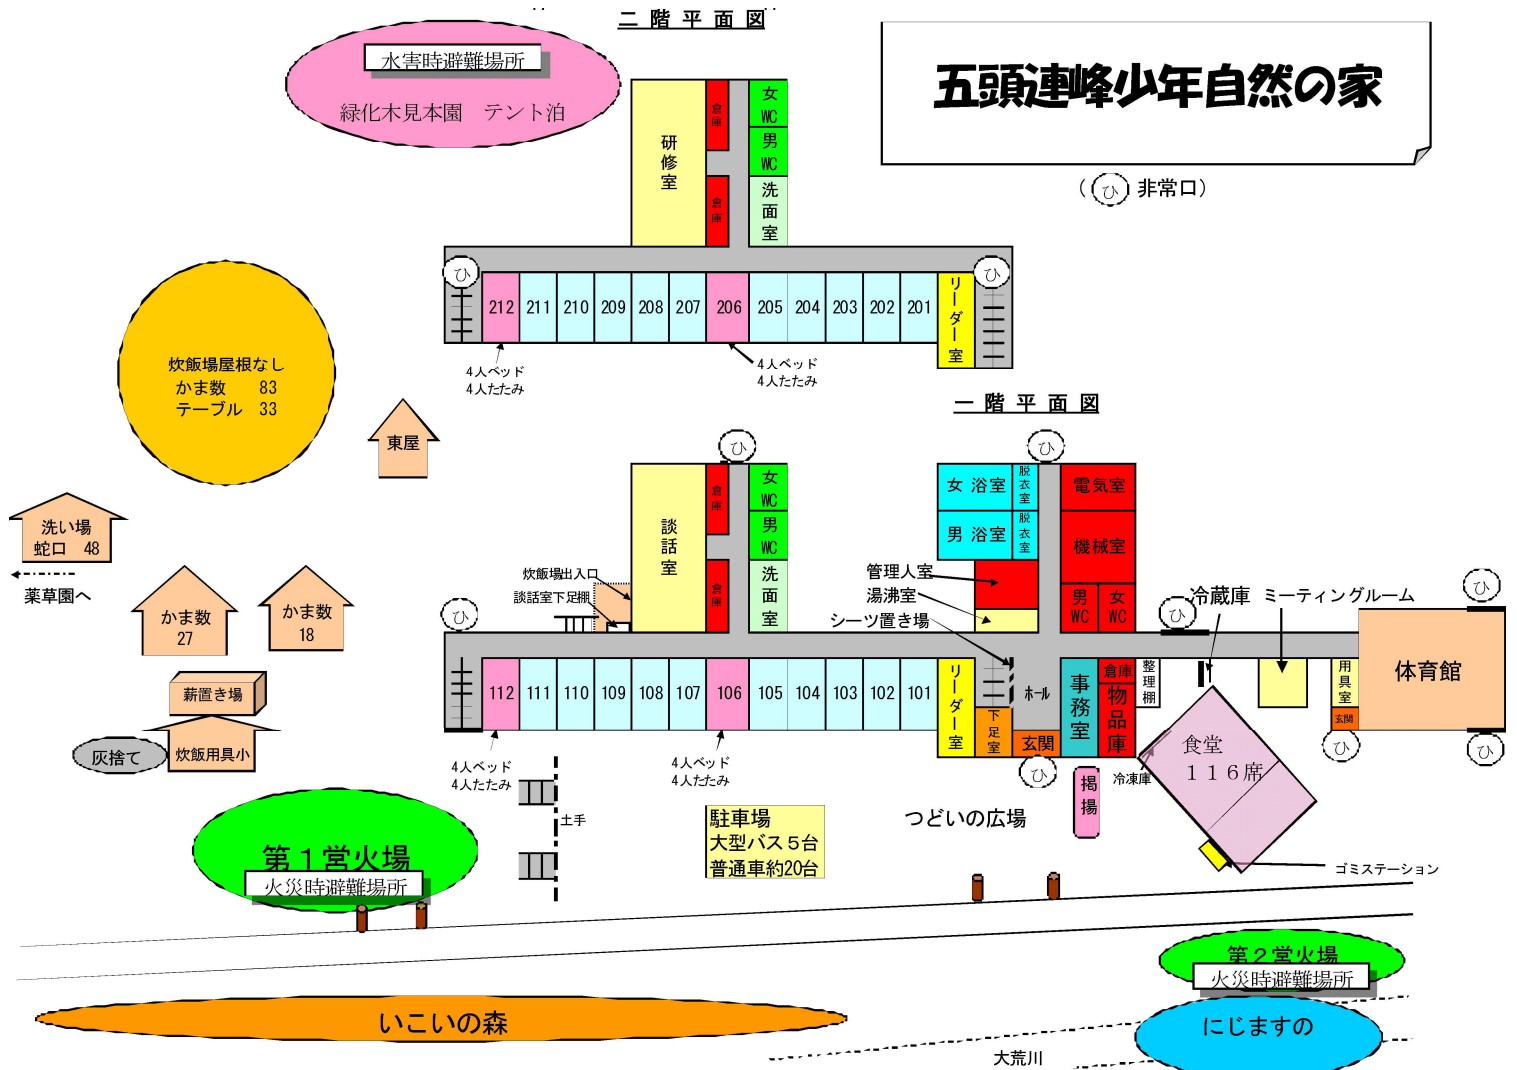 二階平面図
五頭連峰少年自然の家
(ひ 非常口)
水害時避難場所
緑化木見本園 テント泊
研修室
倉庫
倉庫
女WC
男WC
洗面室
ひ
ひ
212 211 210 209 208 207 206 205 204 203 202 201
リーダー室
4人ベッド
4人たたみ
4人ベッド
4人たたみ
炊飯場屋根なし
かま数 83
テーブル 33
東屋
洗い場
蛇口 48
薬草園へ
かま数
27
かま数
18
薪置き場
炊飯用具小
灰捨て
一階平面図
ひ
ひ
談話室
倉庫
倉庫
女WC
男WC
洗面室
炊飯場出入口
談話室下足棚
ひ
女浴室
脱衣室
男浴室
脱衣室
電気室
機械室
管理人室
湯沸室
シーツ置き場
男WC
女WC
ひ
冷蔵庫
ミーティングルーム
ひ
112 111 110 109 108 107 106 105 104 103 102 101
リーダー室
下足室
ホール
玄関
ひ
事務室
倉庫
物品庫
整理棚
用具室
玄関
ひ
体育館
ひ
食堂
116席
冷凍庫
4人ベッド
4人たたみ
4人ベッド
4人たたみ
土手
駐車場
大型バス5台
普通車約20台
つどいの広場
掲揚
ゴミステーション
第1営火場
火災時避難場所
第2営火場
火災時避難場所
いこいの森
にじますの
大荒川